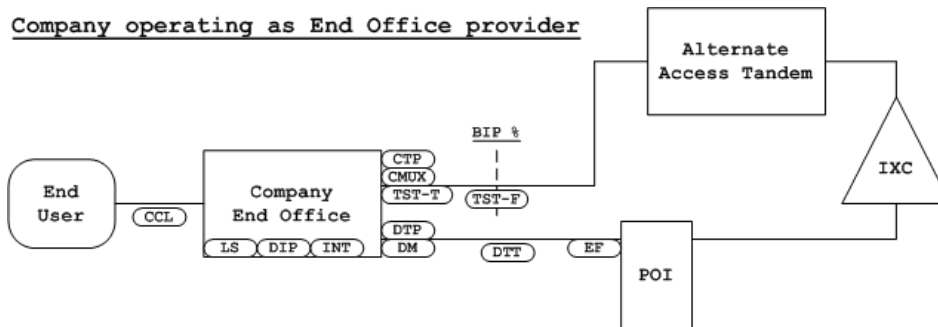 Company operating as End Office provider
Alternate
Access Tandem
BIP %
IXC
CTP
CMUX
TST-T
TST-F
End
User
CCL
Company
End Office
LS
DIP
INT
DTP
DM
DTT
EF
POI